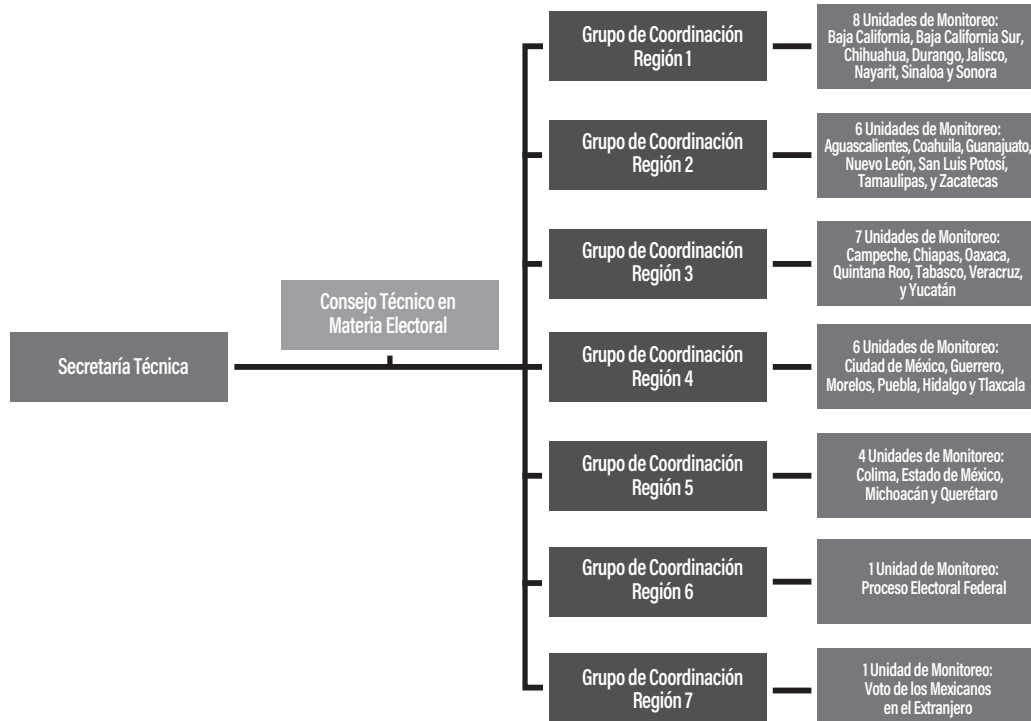 Secretaría Técnica
Consejo Técnico en
Materia Electoral
Grupo de Coordinación
Región 1
8 Unidades de Monitoreo:
Baja California, Baja California Sur,
Chihuahua, Durango, Jalisco,
Nayarit, Sinaloa y Sonora
Grupo de Coordinación
Región 2
6 Unidades de Monitoreo:
Aguascalientes, Coahuila, Guanajuato,
Nuevo León, San Luis Potosí,
Tamaulipas, y Zacatecas
Grupo de Coordinación
Región 3
7 Unidades de Monitoreo:
Campeche, Chiapas, Oaxaca,
Quintana Roo, Tabasco, Veracruz,
y Yucatán
Grupo de Coordinación
Región 4
6 Unidades de Monitoreo:
Ciudad de México, Guerrero,
Morelos, Puebla, Hidalgo y Tlaxcala
Grupo de Coordinación
Región 5
4 Unidades de Monitoreo:
Colima, Estado de México,
Michoacán y Querétaro
Grupo de Coordinación
Región 6
1 Unidad de Monitoreo:
Proceso Electoral Federal
Grupo de Coordinación
Región 7
1 Unidad de Monitoreo:
Voto de los Mexicanos
en el Extranjero